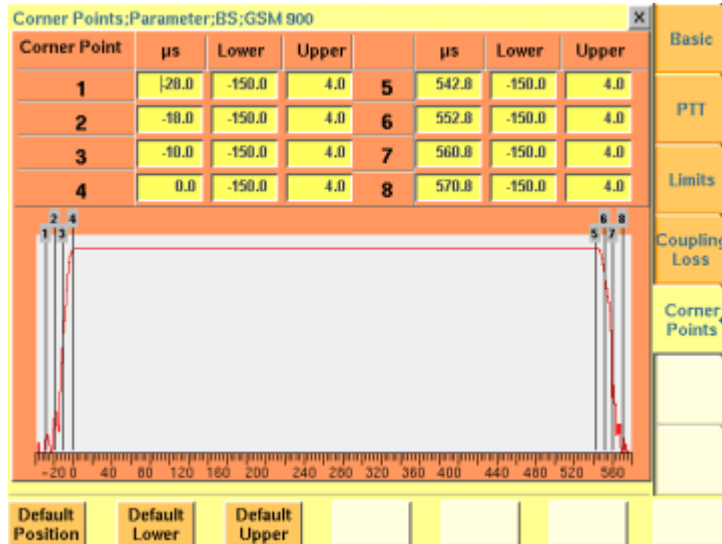 Corner Points;Parameter;BS;GSM 900
Corner Point µs Lower Upper µs Lower Upper
1 -28.0 -150.0 4.0 5 542.8 -150.0 4.0
2 -18.0 -150.0 4.0 6 552.8 -150.0 4.0
3 -10.0 -150.0 4.0 7 560.8 -150.0 4.0
4 0.0 -150.0 4.0 8 570.8 -150.0 4.0
2 4 6 8
1 3 5 7
-20 0 40 80 120 160 200 240 280 320 360 400 440 480 520 560
Basic
PTT
Limits
Coupling
Loss
Corner
Points
Default
Position
Default
Lower
Default
Upper